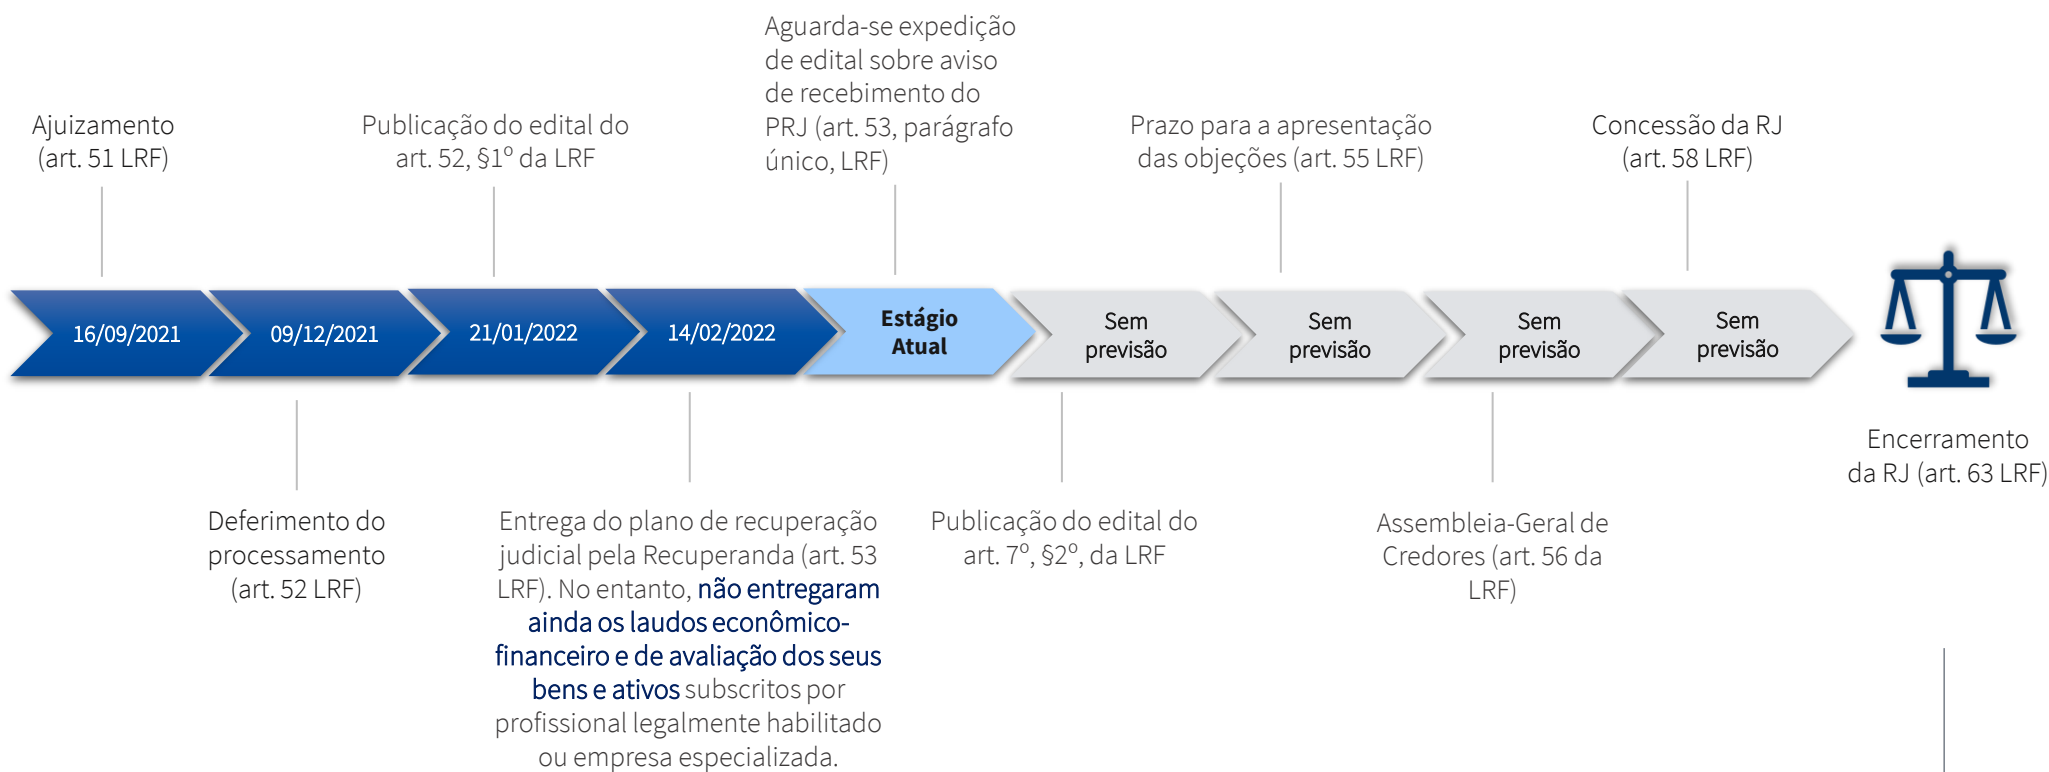 Aguarda-se expedição
de edital sobre aviso
de recebimento do
PRJ (art. 53, parágrafo
único, LRF)
Ajuizamento
(art. 51 LRF)
Publicação do edital do
art. 52, §1º da LRF
Prazo para a apresentação
das objeções (art. 55 LRF)
Concessão da RJ
(art. 58 LRF)
16/09/2021
09/12/2021
21/01/2022
14/02/2022
Estágio
Atual
Sem
previsão
Sem
previsão
Sem
previsão
Sem
previsão
Encerramento
da RJ (art. 63 LRF)
Deferimento do
processamento
(art. 52 LRF)
Entrega do plano de recuperação
judicial pela Recuperanda (art. 53
LRF). No entanto, não entregaram
ainda os laudos econômico-
financeiro e de avaliação dos seus
bens e ativos subscritos por
profissional legalmente habilitado
ou empresa especializada.
Publicação do edital do
art. 7º, §2º, da LRF
Assembleia-Geral de
Credores (art. 56 da
LRF)